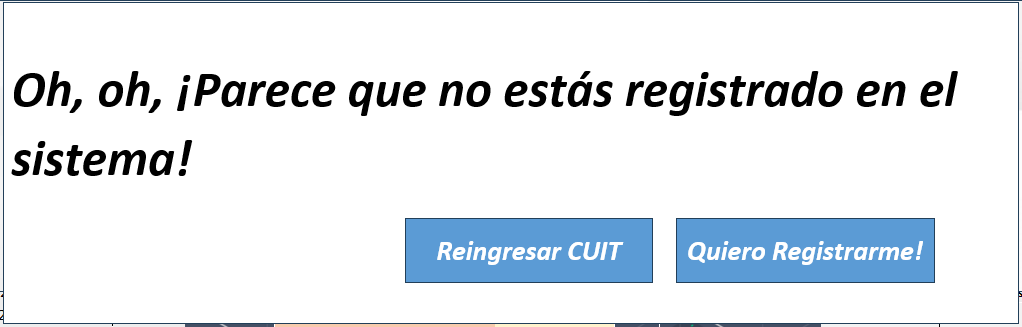 Oh, oh, ¡Parece que no estás registrado en el
sistema!
Reingresar CUIT
Quiero Registrarme!